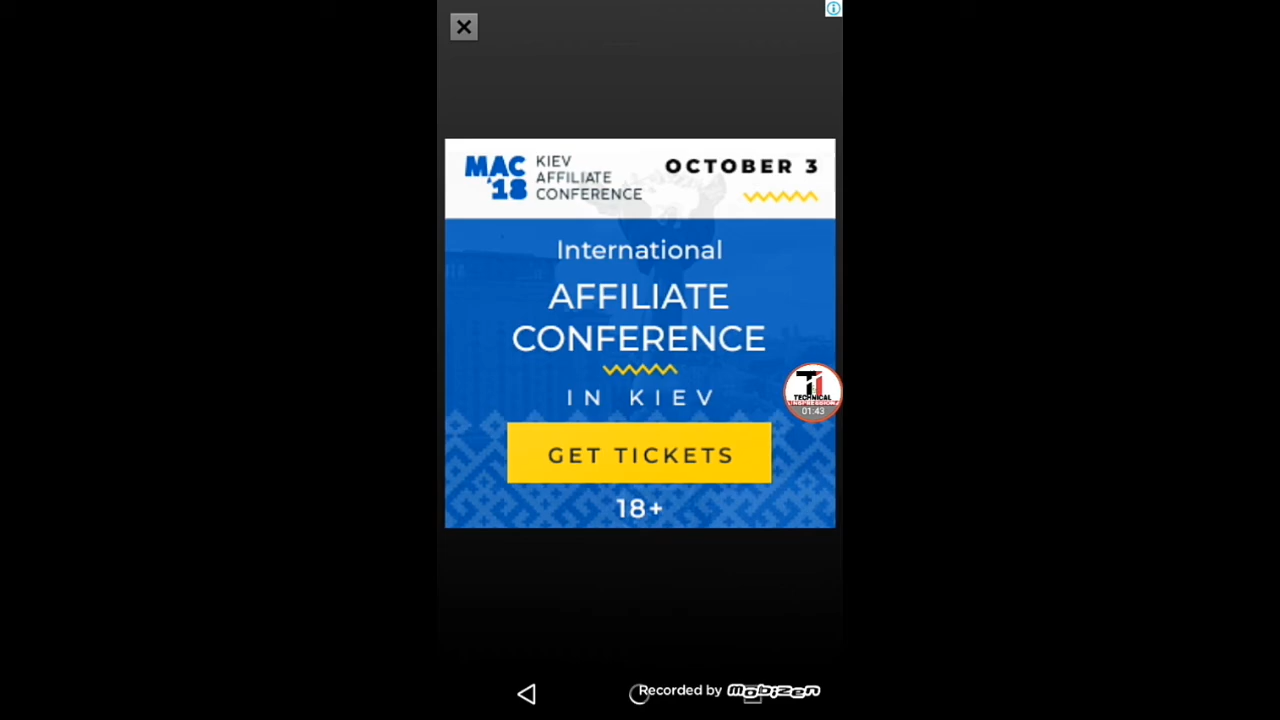 MAC
'18
KIEV
AFFILIATE
CONFERENCE
OCTOBER 3
International
AFFILIATE
CONFERENCE
IN KIEV
GET TICKETS
18+
TECHNICAL
01:43
Recorded by Mobizen